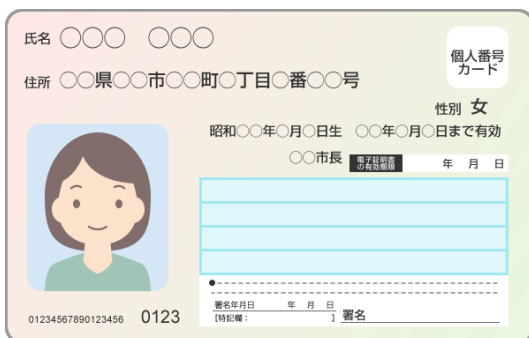 氏名 ○○○ ○○○
個人番号
カード
住所 ○○県○○市○○町○丁目○番○○号
性別 女
昭和○○年○月○日生 ○○年○月○日まで有効
○○市長 電子証明書の有効期限 年 月 日
署名年月日 年 月 日
[特記欄: ] 署名
01234567890123456 0123